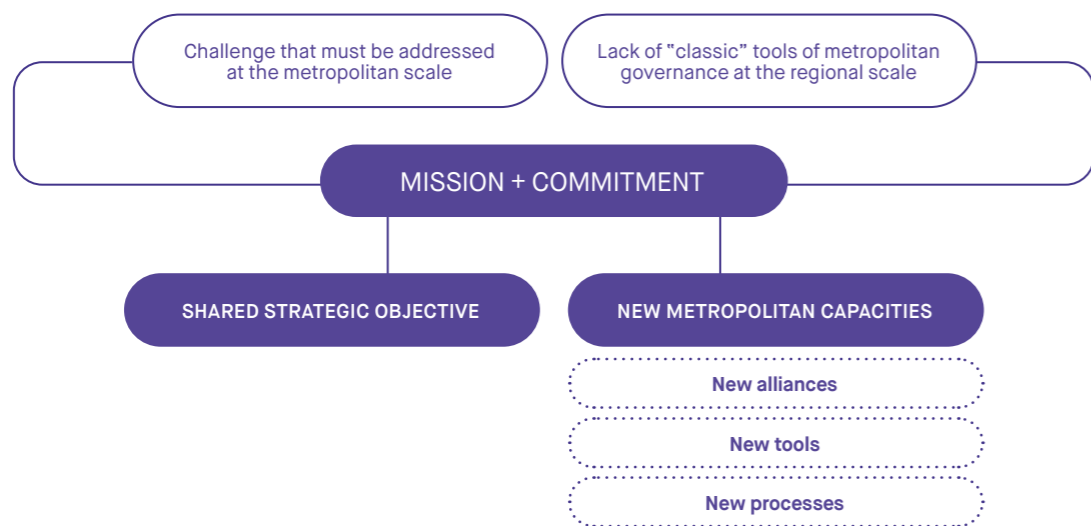 Challenge that must be addressed
at the metropolitan scale
Lack of "classic" tools of metropolitan
governance at the regional scale
MISSION + COMMITMENT
SHARED STRATEGIC OBJECTIVE
NEW METROPOLITAN CAPACITIES
New alliances
New tools
New processes